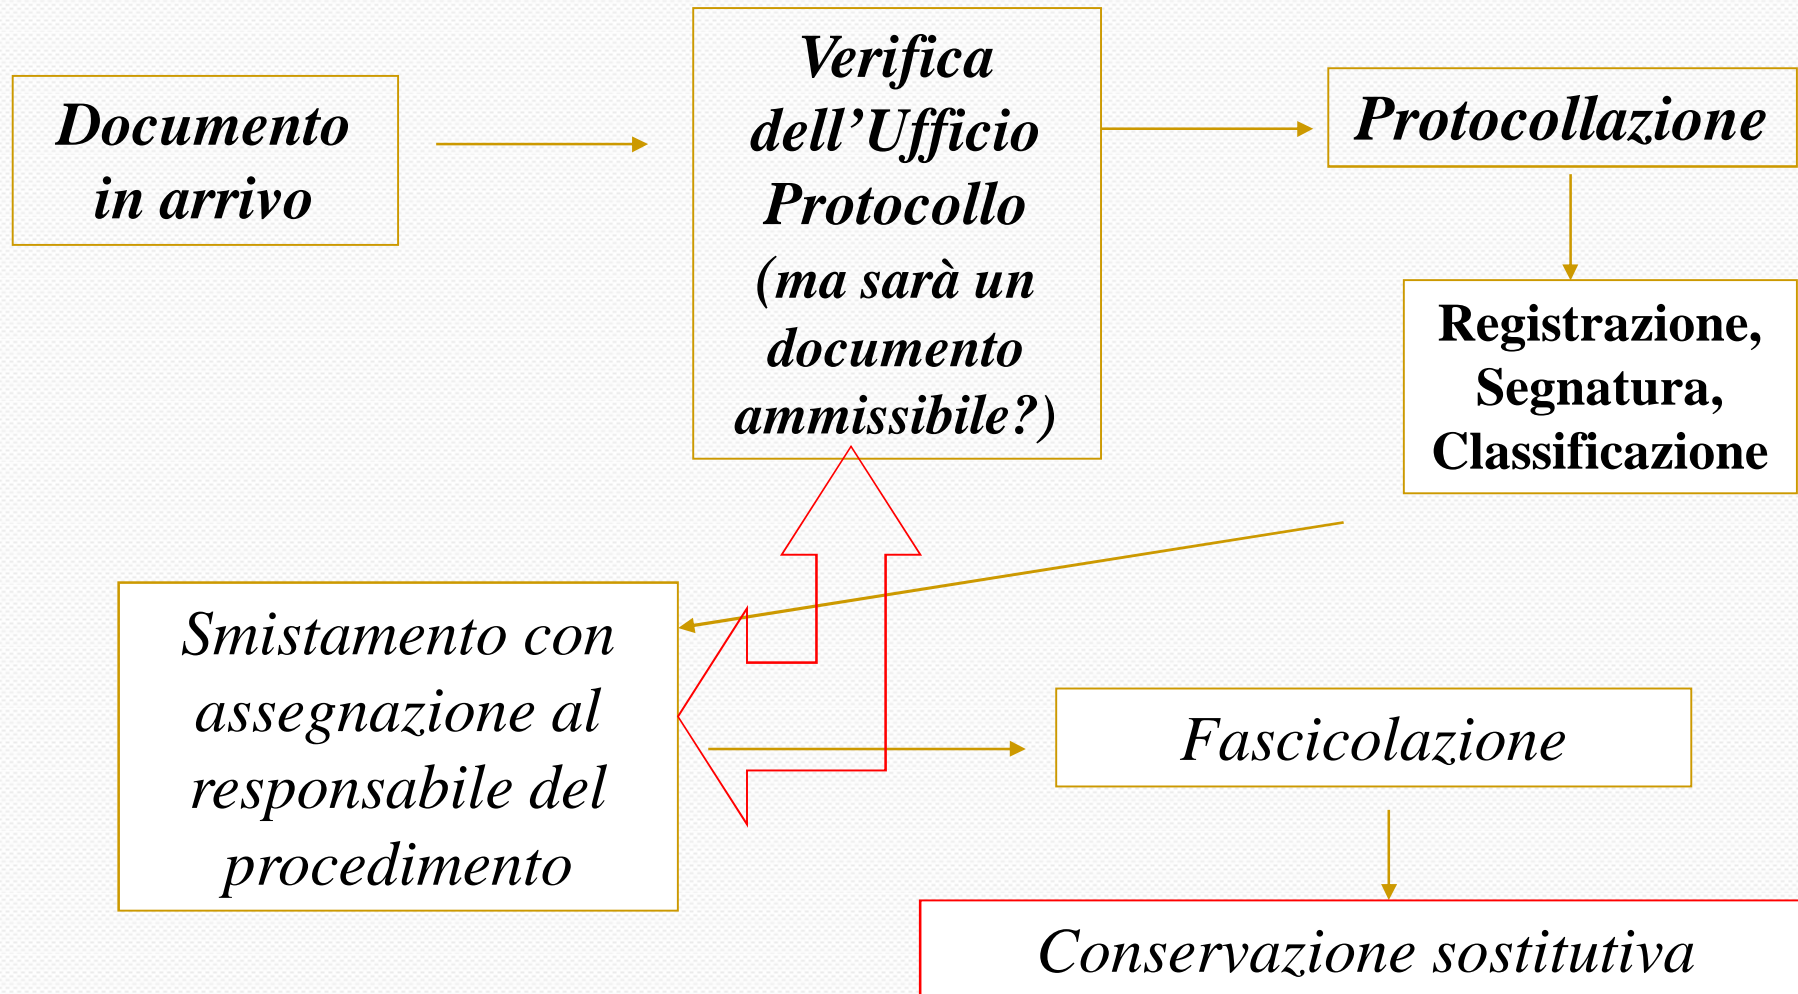 Documento
in arrivo
Verifica
dell’Ufficio
Protocollo
(ma sarà un
documento
ammissibile?)
Protocollazione
Registrazione,
Segnatura,
Classificazione
Smistamento con
assegnazione al
responsabile del
procedimento
Fascicolazione
Conservazione sostitutiva